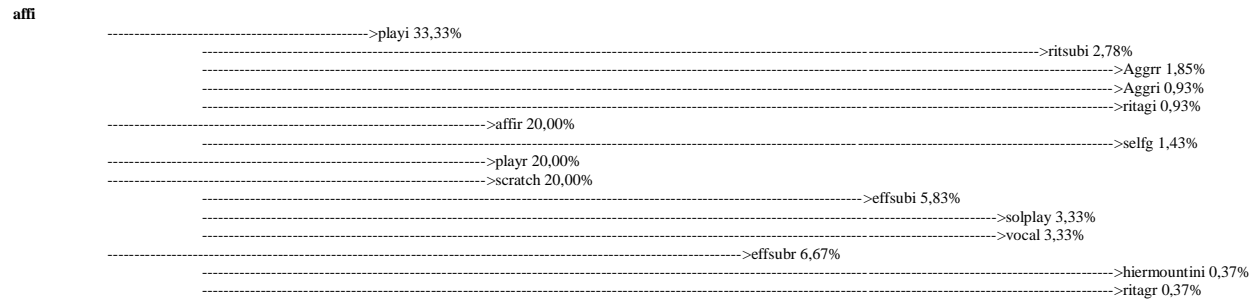 affi
-------------------------------------------------->playi 33,33%
---------------------------------------------------------------------------------------------------------------->ritsubi 2,78%
-------------------------------------------------------------------------------------------------------------------------->Aggrr 1,85%
-------------------------------------------------------------------------------------------------------------------------->Aggri 0,93%
-------------------------------------------------------------------------------------------------------------------------->ritagi 0,93%
-------------------------------------------------------------------->affir 20,00%
-------------------------------------------------------------------------------------------------------------------------->selfg 1,43%
-------------------------------------------------------------------->playr 20,00%
-------------------------------------------------------------------->scratch 20,00%
---------------------------------------------------------------------------------------->effsubi 5,83%
---------------------------------------------------------------------------------------------------------->solplay 3,33%
---------------------------------------------------------------------------------------------------------->vocal 3,33%
------------------------------------------------------------------------------------->effsubr 6,67%
-------------------------------------------------------------------------------------------------------------------------->hiermountini 0,37%
-------------------------------------------------------------------------------------------------------------------------->ritagr 0,37%